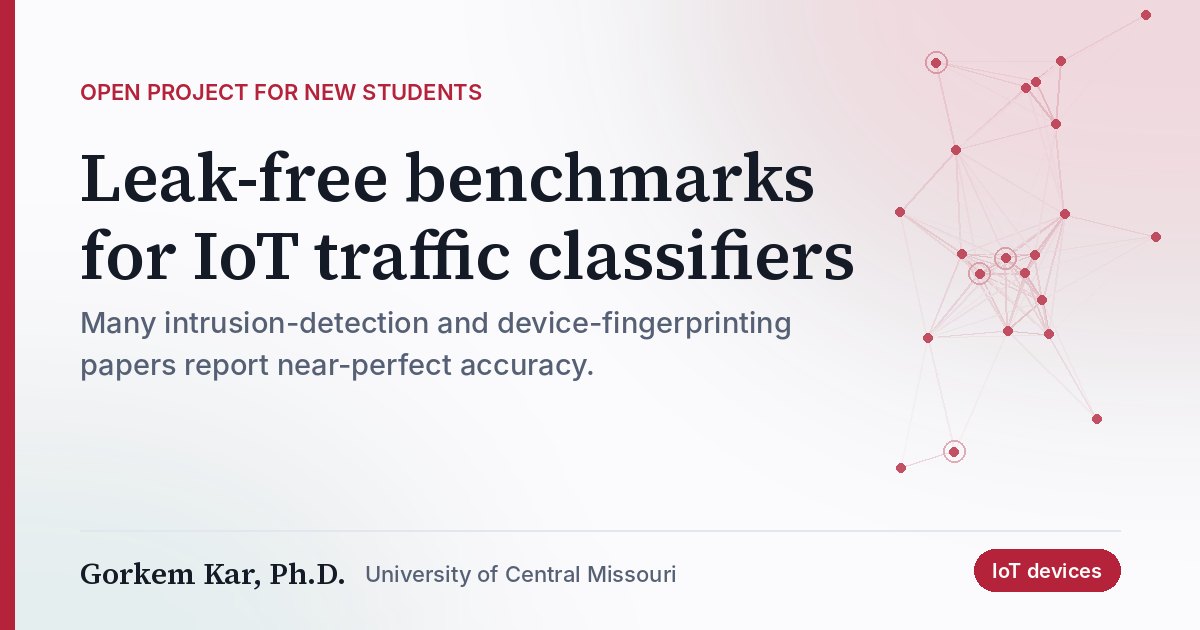 OPEN PROJECT FOR NEW STUDENTS
Leak-free benchmarks
for IoT traffic classifiers
Many intrusion-detection and device-fingerprinting
papers report near-perfect accuracy.
Gorkem Kar, Ph.D. University of Central Missouri
IoT devices